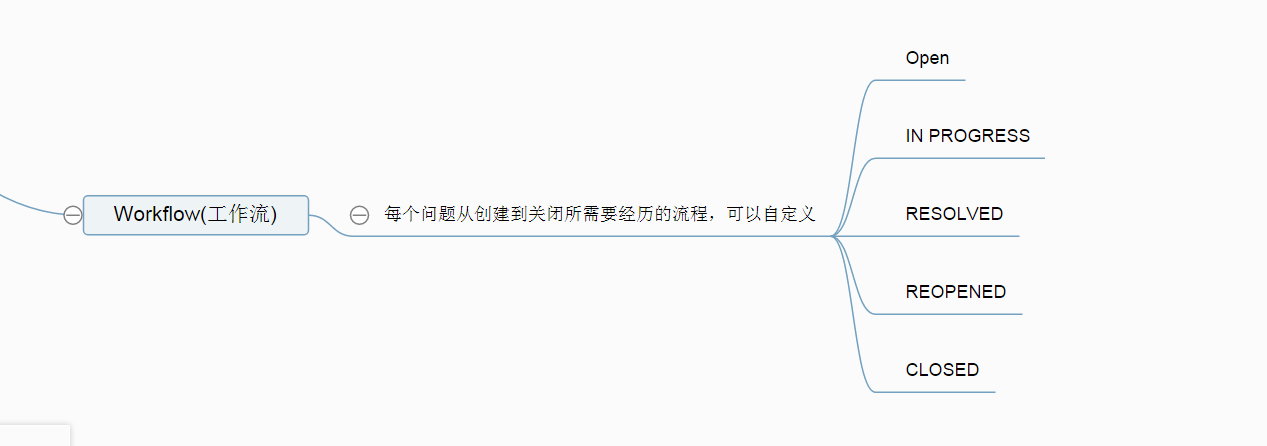 Workflow(工作流)
每个问题从创建到关闭所需要经历的流程，可以自定义
Open
IN PROGRESS
RESOLVED
REOPENED
CLOSED